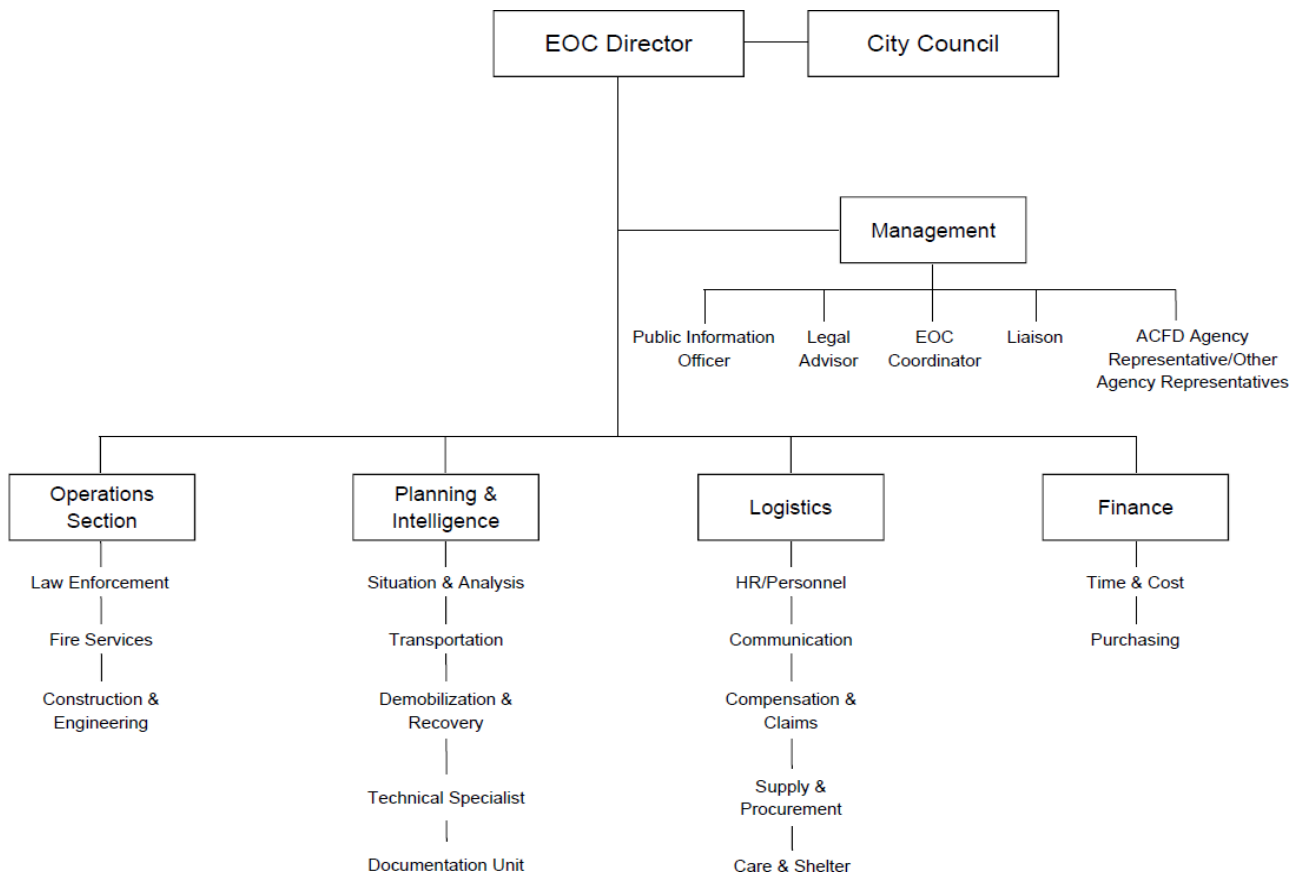 EOC Director
City Council
Management
Public Information
Officer
Legal
Advisor
EOC
Coordinator
Liaison
ACFD Agency
Representative/Other
Agency Representatives
Operations
Section
Planning &
Intelligence
Logistics
Finance
Law Enforcement
Fire Services
Construction &
Engineering
Situation & Analysis
Transportation
Demobilization &
Recovery
Technical Specialist
Documentation Unit
HR/Personnel
Communication
Compensation &
Claims
Supply &
Procurement
Care & Shelter
Time & Cost
Purchasing